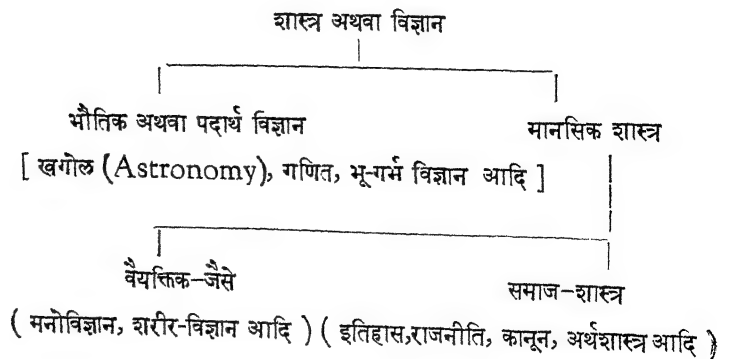 शास्त्र अथवा विज्ञान
भौतिक अथवा पदार्थ विज्ञान
मानसिक शास्त्र
[ खगोल (Astronomy), गणित, भू-गर्भ विज्ञान आदि ]
वैयक्तिक-जैसे
समाज-शास्त्र
( मनोविज्ञान, शरीर-विज्ञान आदि ) ( इतिहास,राजनीति, कानून, अर्थशास्त्र आदि )